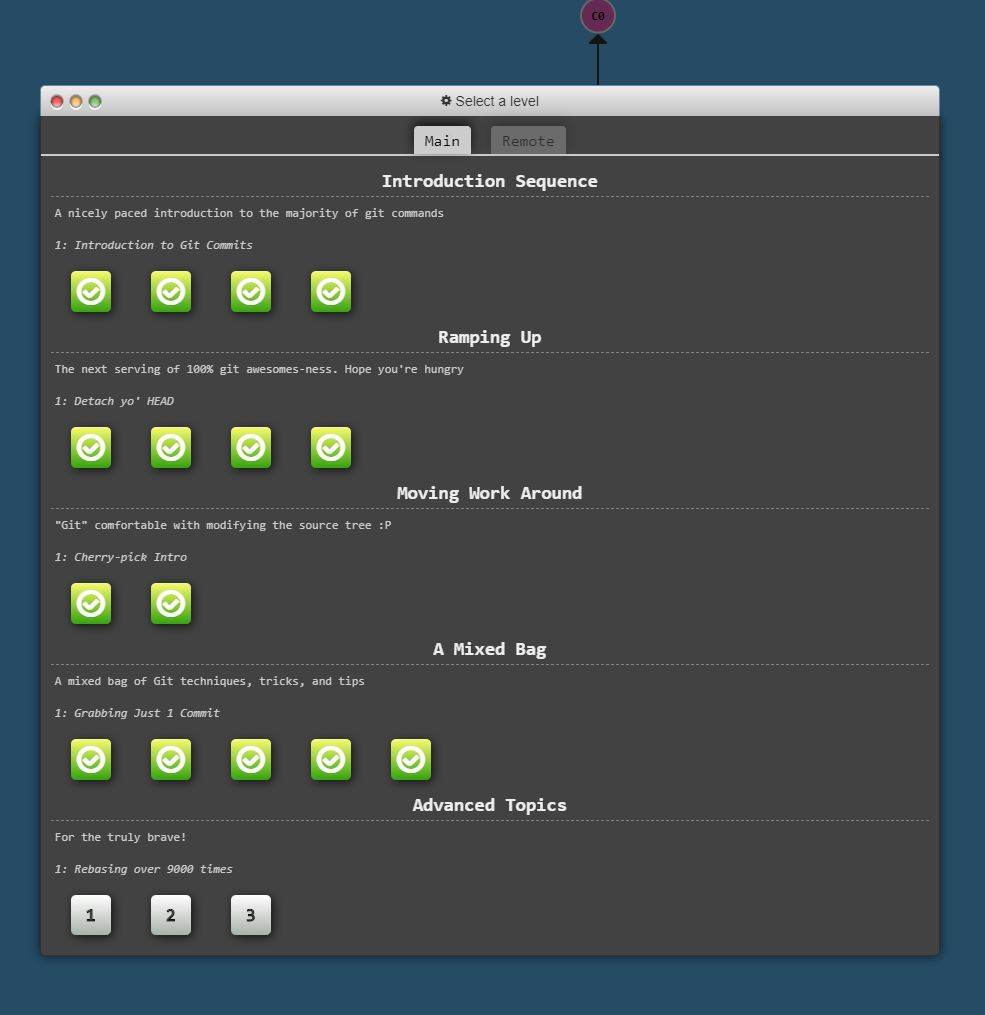 C0
Select a level
Main Remote
Introduction Sequence
A nicely paced introduction to the majority of git commands
1: Introduction to Git Commits
Ramping Up
The next serving of 100% git awesomes-ness. Hope you're hungry
1: Detach yo' HEAD
Moving Work Around
"Git" comfortable with modifying the source tree :P
1: Cherry-pick Intro
A Mixed Bag
A mixed bag of Git techniques, tricks, and tips
1: Grabbing Just 1 Commit
Advanced Topics
For the truly brave!
1: Rebasing over 9000 times
1 2 3